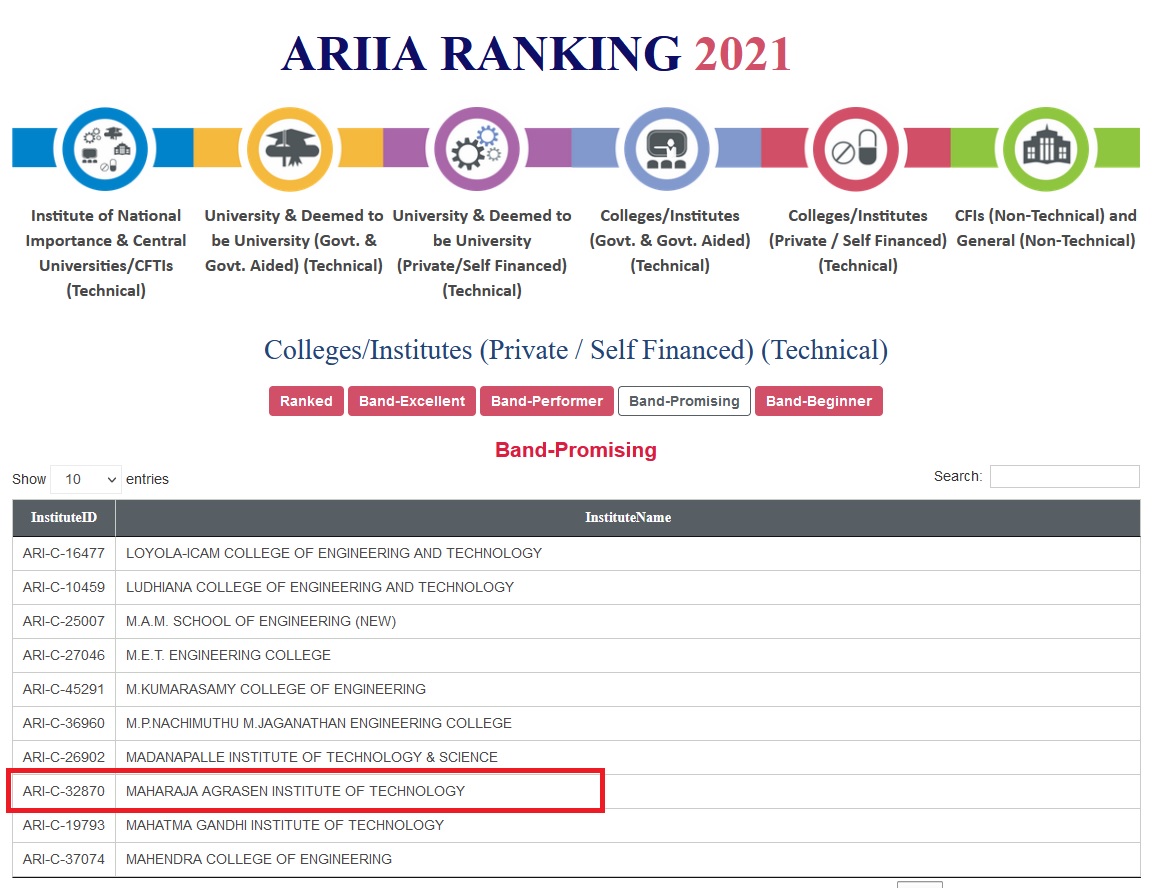 ARIIA RANKING 2021
Institute of National
Importance & Central
Universities/CFTIs
(Technical)
University & Deemed to
be University (Govt. &
Govt. Aided) (Technical)
University & Deemed to
be University
(Private/Self Financed)
(Technical)
Colleges/Institutes
(Govt. & Govt. Aided)
(Technical)
Colleges/Institutes
(Private / Self Financed)
(Technical)
CFIs (Non-Technical) and
General (Non-Technical)
Colleges/Institutes (Private / Self Financed) (Technical)
Ranked Band-Excellent Band-Performer Band-Promising Band-Beginner
Band-Promising
Show 10 entries Search:
InstituteID InstituteName
ARI-C-16477 LOYOLA-ICAM COLLEGE OF ENGINEERING AND TECHNOLOGY
ARI-C-10459 LUDHIANA COLLEGE OF ENGINEERING AND TECHNOLOGY
ARI-C-25007 M.A.M. SCHOOL OF ENGINEERING (NEW)
ARI-C-27046 M.E.T. ENGINEERING COLLEGE
ARI-C-45291 M.KUMARASAMY COLLEGE OF ENGINEERING
ARI-C-36960 M.P.NACHIMUTHU M.JAGANATHAN ENGINEERING COLLEGE
ARI-C-26902 MADANAPALLE INSTITUTE OF TECHNOLOGY & SCIENCE
ARI-C-32870 MAHARAJA AGRASEN INSTITUTE OF TECHNOLOGY
ARI-C-19793 MAHATMA GANDHI INSTITUTE OF TECHNOLOGY
ARI-C-37074 MAHENDRA COLLEGE OF ENGINEERING